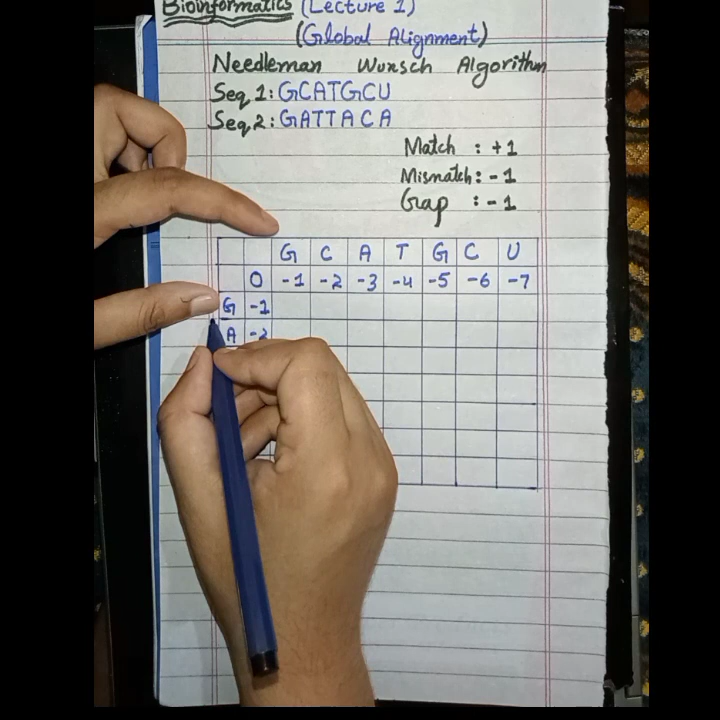 Bioinformatics (Lecture 1)
(Global Alignment)
Needleman Wunsch Algorithm
Seq 1: GCATGCU
Seq 2: GATTACA
Match : +1
Mismatch: -1
Gap : -1
G C A T G C U
0 -1 -2 -3 -4 -5 -6 -7
G -1
A -2